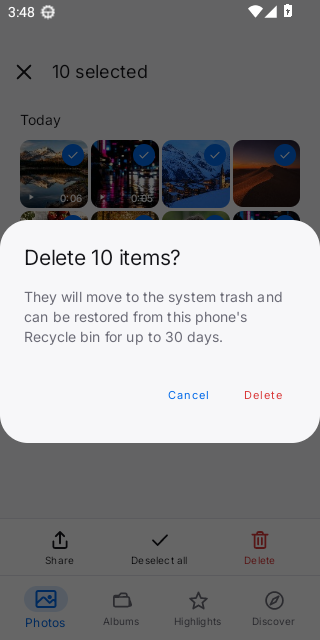 3:48
10 selected
Today
0:06
0:05
Delete 10 items?
They will move to the system trash and
can be restored from this phone's
Recycle bin for up to 30 days.
Cancel
Delete
Share
Deselect all
Delete
Photos
Albums
Highlights
Discover